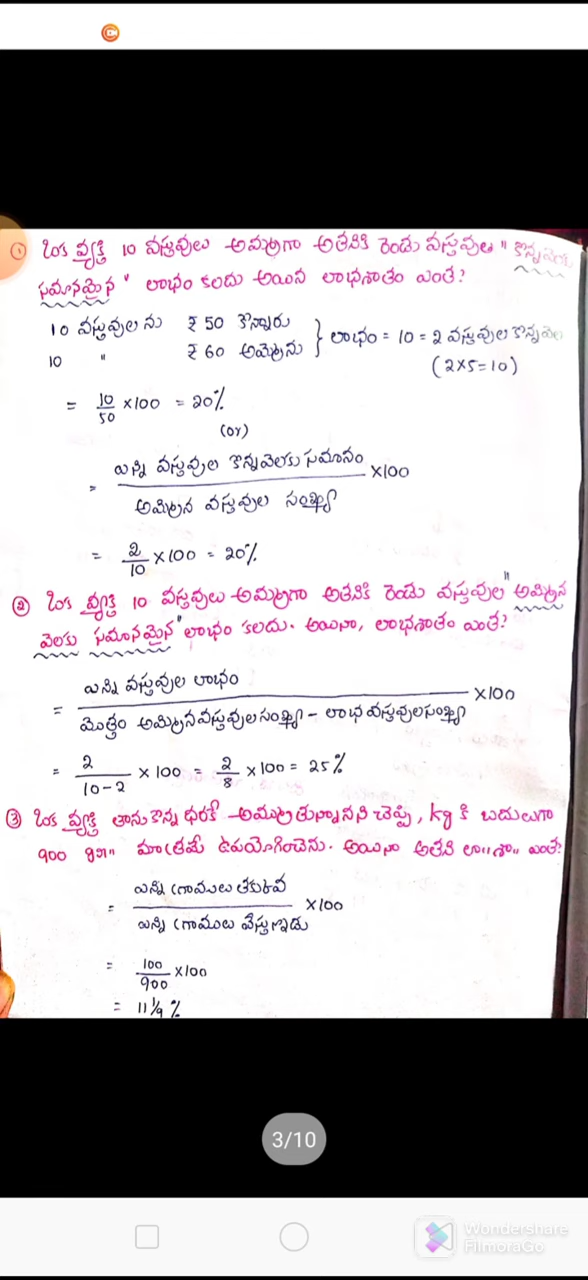 ① ఒక వ్యక్తి 10 వస్తువులు అమ్మగా అతనికి రెండు వస్తువుల "కొన్నవెలకు
సమానమైన" లాభం కలదు అయిన లాభశాతం ఎంత?
10 వస్తువులను ₹ 50 కొన్నారు
10 " ₹ 60 అమ్మెను } లాభం = 10 = 2 వస్తువుల కొన్నవెల
(2×5=10)
= 10/50 ×100 = 20%
(or)
= ఎన్ని వస్తువుల కొన్నవెలకు సమానం / అమ్మిన వస్తువుల సంఖ్య ×100
= 2/10 ×100 = 20%
② ఒక వ్యక్తి 10 వస్తువులు అమ్మగా అతనికి రెండు వస్తువుల "అమ్మిన
వెలకు సమానమైన" లాభం కలదు. అయినా, లాభశాతం ఎంత?
= ఎన్ని వస్తువుల లాభం / మొత్తం అమ్మిన వస్తువుల సంఖ్య - లాభ వస్తువుల సంఖ్య ×100
= 2/10-2 × 100 = 2/8 ×100 = 25%
③ ఒక వ్యక్తి తాను కొన్న ధరకే అమ్ముతున్నానని చెప్పి, kg కి బదులుగా
900 మాత్రమే ఉపయోగించెను. అయినా అతని లా॥శా॥ ఎంత?
= ఎన్ని గ్రాములు తక్కువ / ఎన్ని గ్రాములు వేస్తున్నాడు ×100
= 100/900 ×100
= 11 1/9 %
3/10
Wondershare
FilmoraGo